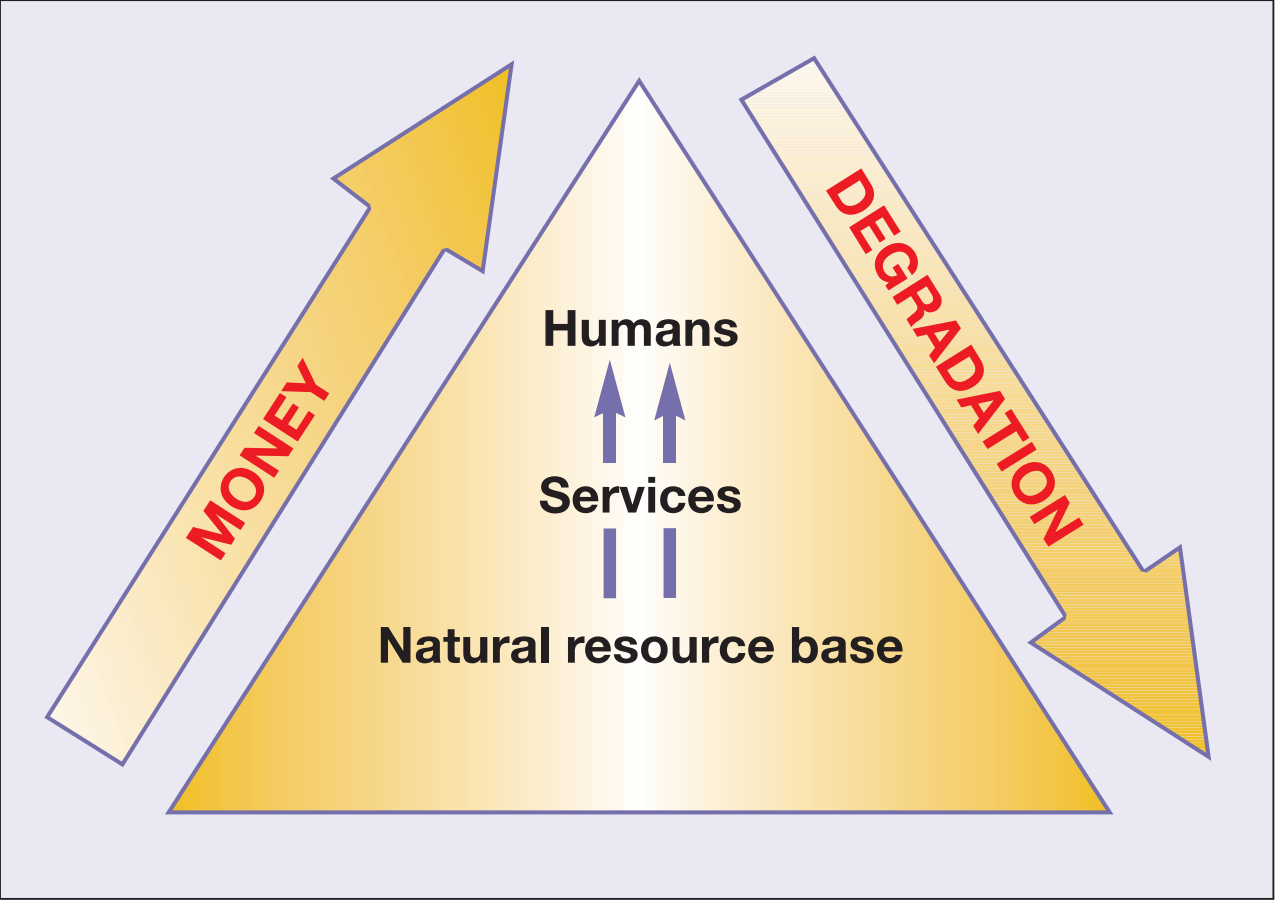 MONEY
DEGRADATION
Humans
Services
Natural resource base